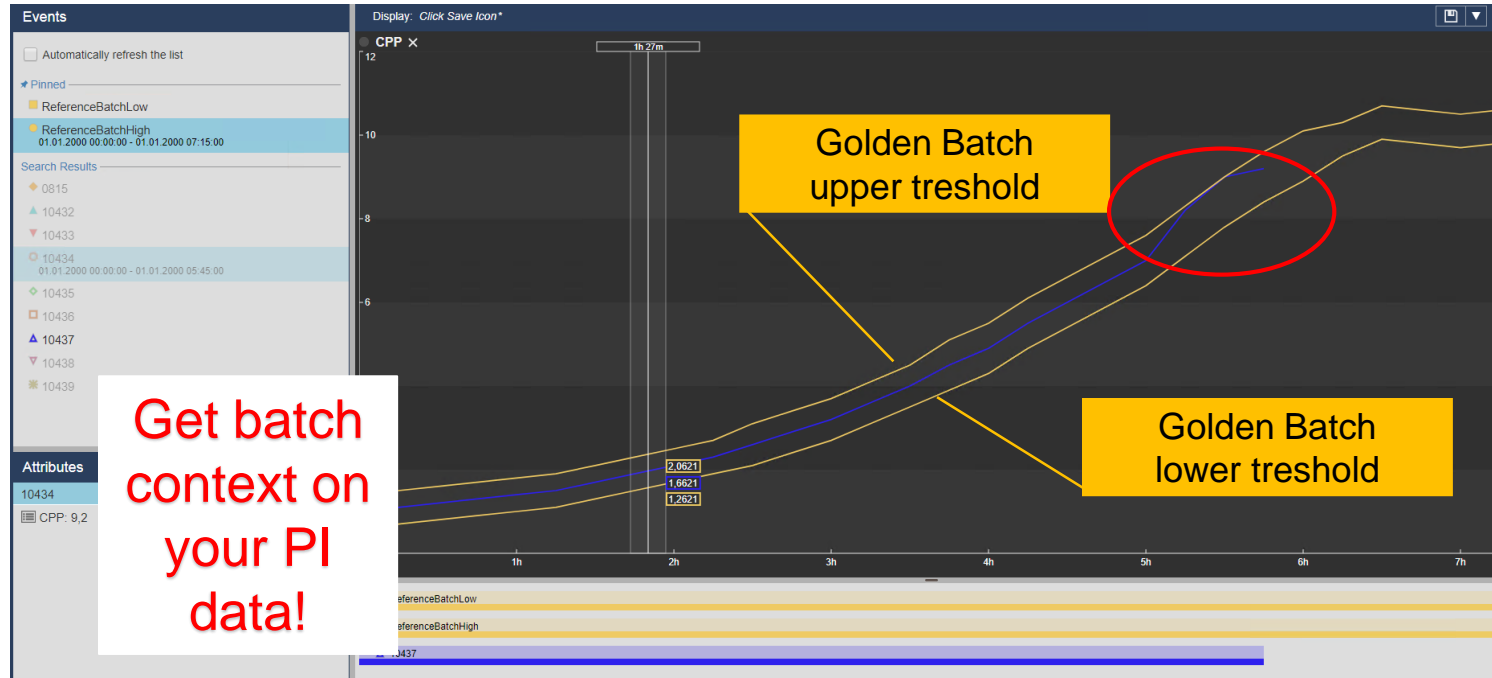 Events
Automatically refresh the list
Pinned
ReferenceBatchLow
ReferenceBatchHigh
01.01.2000 00:00:00 - 01.01.2000 07:15:00
Search Results
0815
10432
10433
10434
01.01.2000 00:00:00 - 01.01.2000 05:45:00
10435
10436
10437
10438
10439
Attributes
10434
CPP: 9,2
Get batch
context on
your PI
data!
Display: Click Save Icon*
CPP
1h 27m
12
10
8
6
Golden Batch
upper treshold
Golden Batch
lower treshold
2,0621
1,6621
1,2621
1h
2h
3h
4h
5h
6h
7h
eferenceBatchLow
eferenceBatchHigh
10437